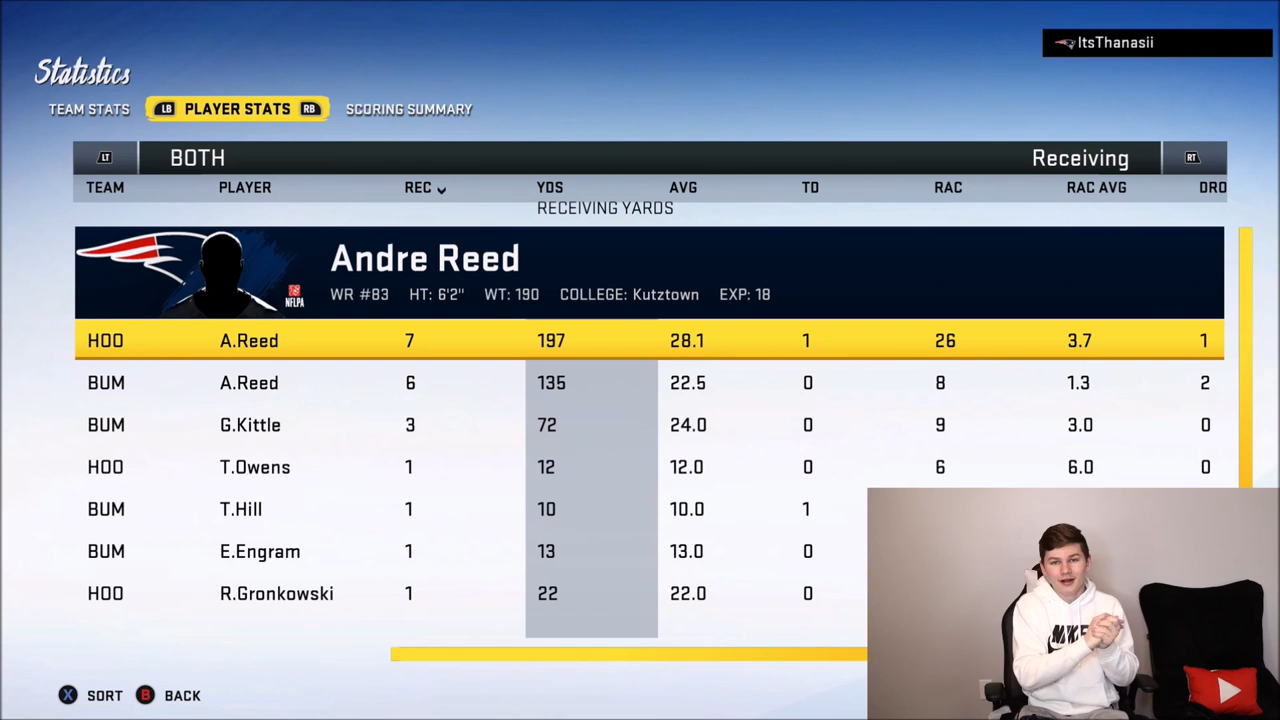 ItsThanasii
Statistics
TEAM STATS LB PLAYER STATS RB SCORING SUMMARY
LT BOTH Receiving RT
TEAM PLAYER REC YDS AVG TD RAC RAC AVG DRO
RECEIVING YARDS
Andre Reed
NFLPA
WR #83 HT: 6'2" WT: 190 COLLEGE: Kutztown EXP: 18
HOO A.Reed 7 197 28.1 1 26 3.7 1
BUM A.Reed 6 135 22.5 0 8 1.3 2
BUM G.Kittle 3 72 24.0 0 9 3.0 0
HOO T.Owens 1 12 12.0 0 6 6.0 0
BUM T.Hill 1 10 10.0 1
BUM E.Engram 1 13 13.0 0
HOO R.Gronkowski 1 22 22.0 0
NIKE
X SORT B BACK